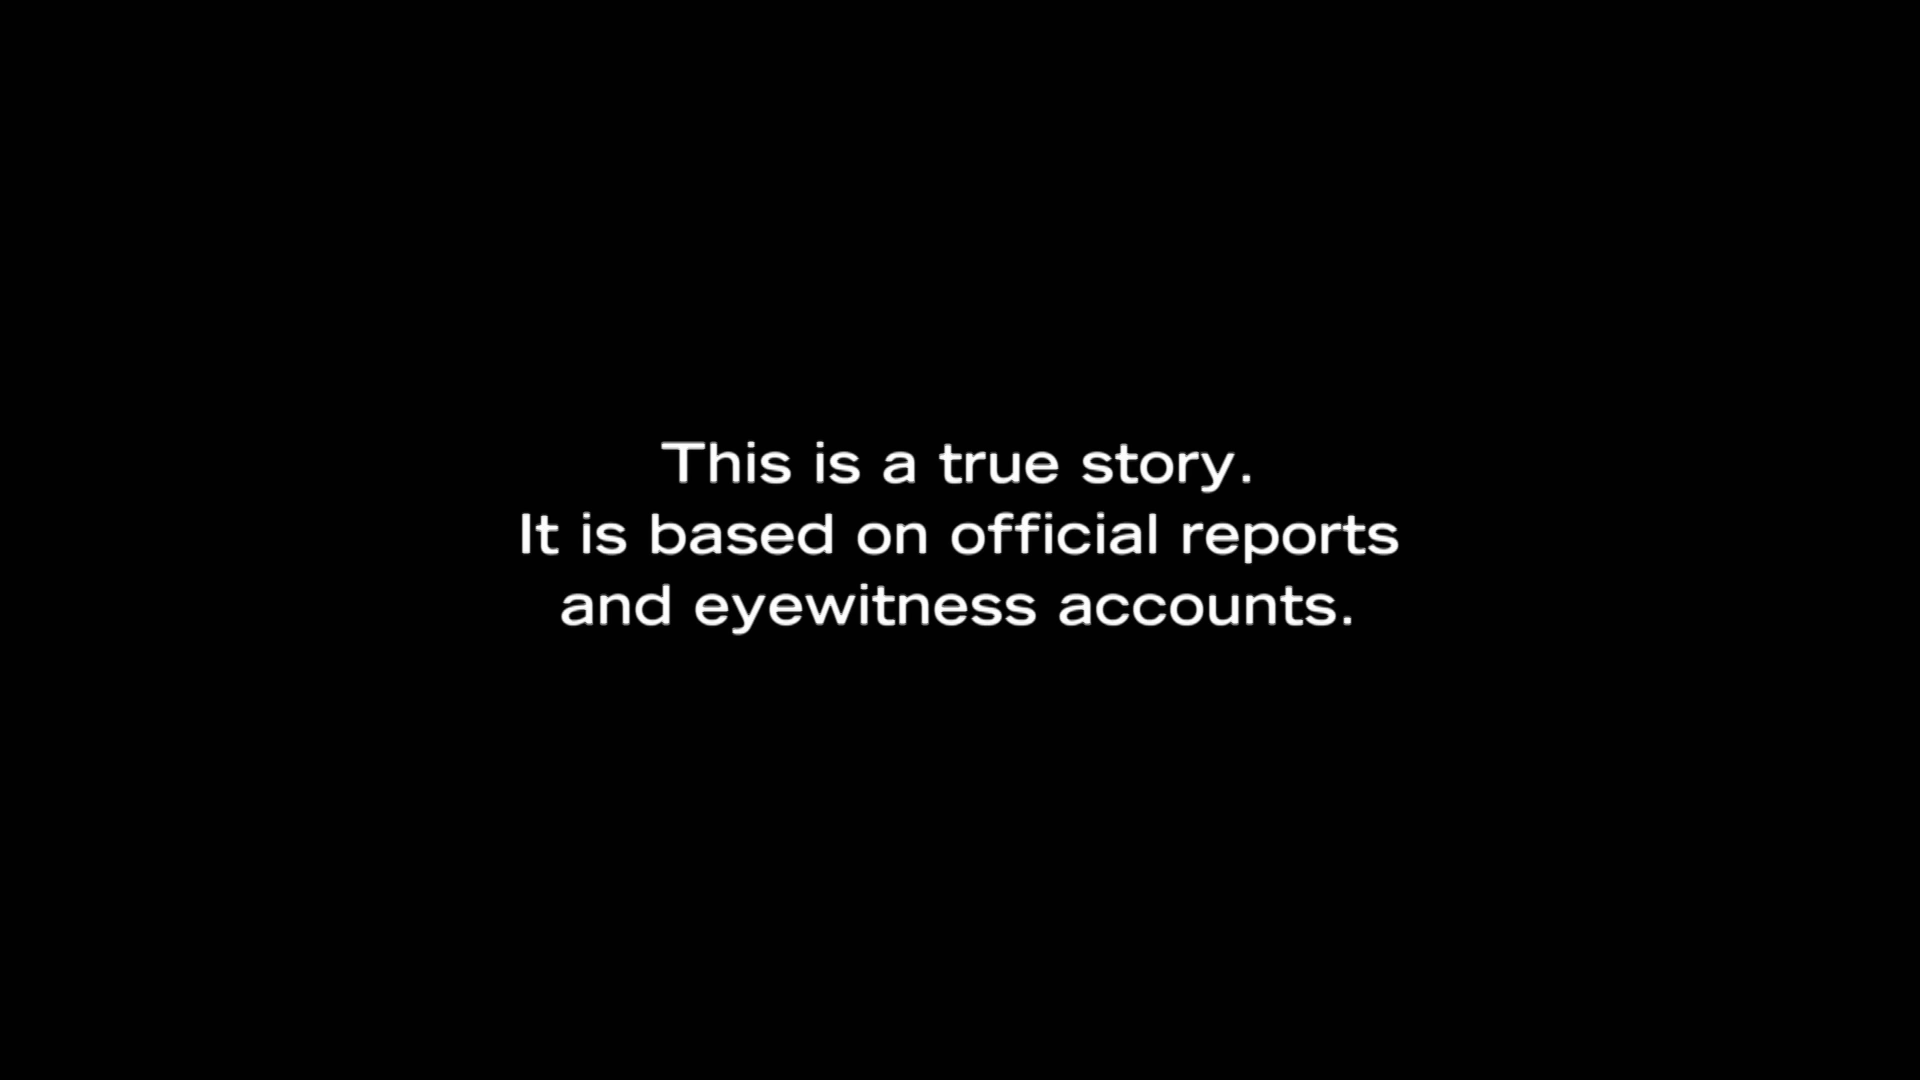 This is a true story.
It is based on official reports
and eyewitness accounts.